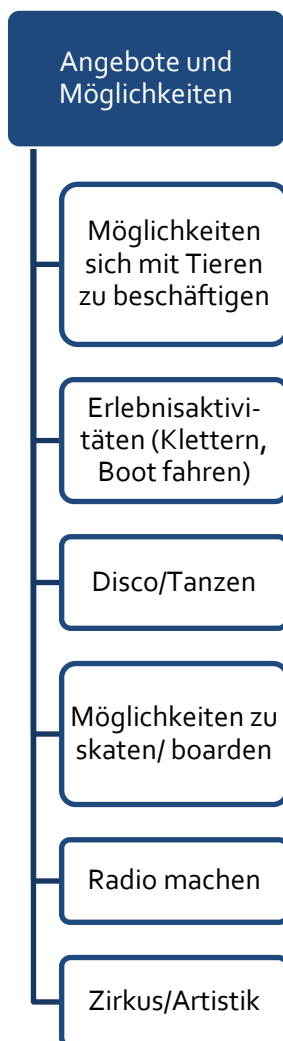 Angebote und
Möglichkeiten
Möglichkeiten
sich mit Tieren
zu beschäftigen
Erlebnisaktivi-
täten (Klettern,
Boot fahren)
Disco/Tanzen
Möglichkeiten zu
skaten/ boarden
Radio machen
Zirkus/Artistik